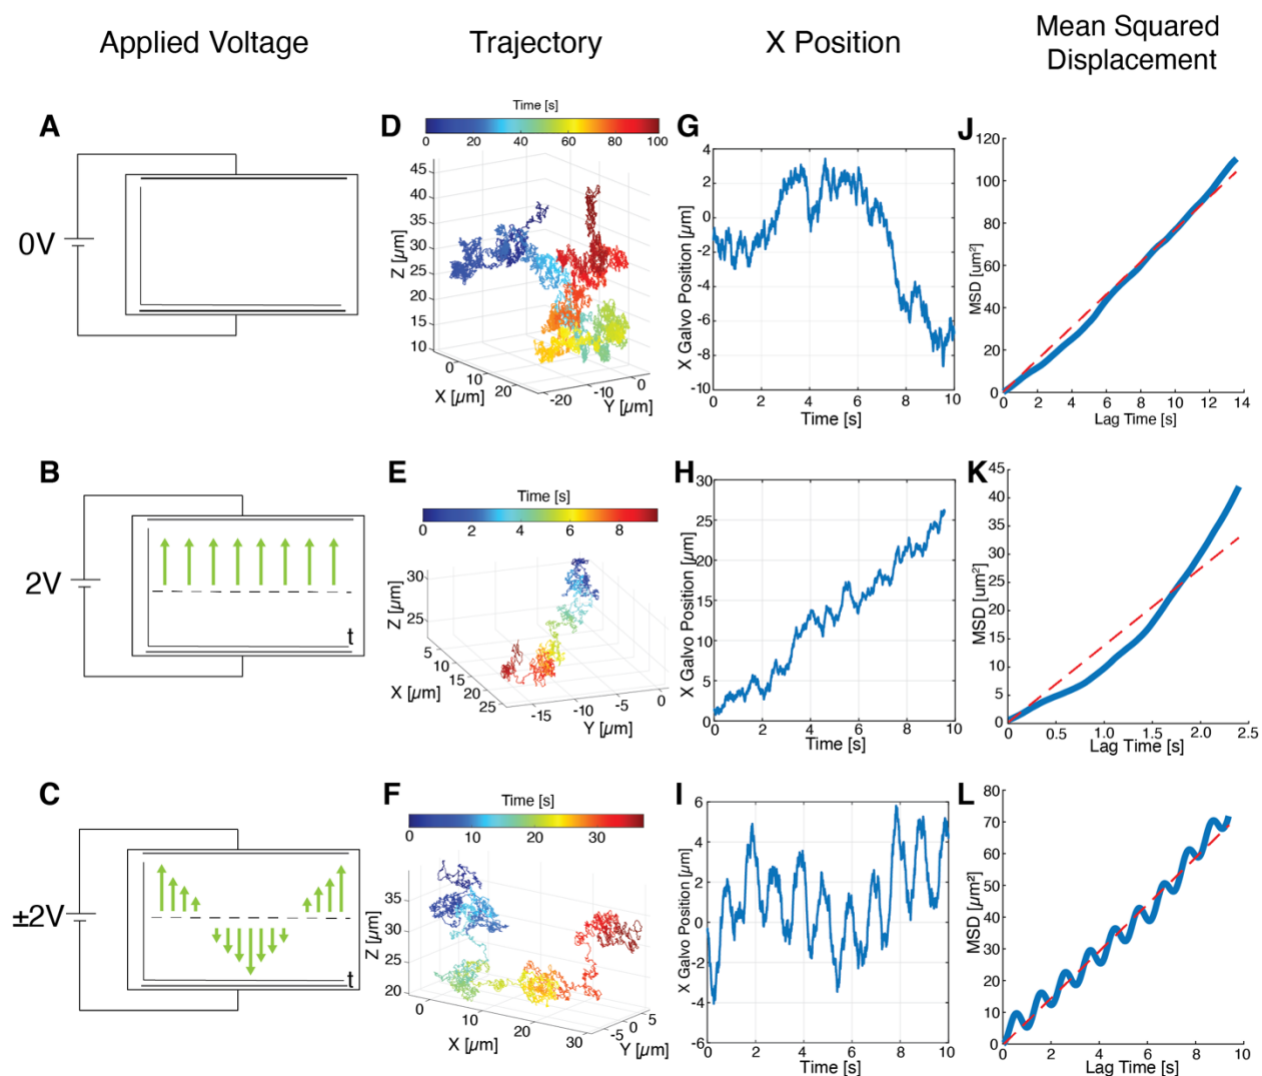 Applied Voltage
Trajectory
X Position
Mean Squared
Displacement
A
0V
D
Time [s]
0 20 40 60 80 100
45
40
35
30
25
20
15
10
Z [µm]
0
10
20
X [µm]
-20
-10
0
Y [µm]
G
4
2
0
-2
-4
-6
-8
-10
X Galvo Position [µm]
0 2 4 6 8 10
Time [s]
J
120
100
80
60
40
20
0
MSD [um²]
0 2 4 6 8 10 12 14
Lag Time [s]
B
2V
t
E
Time [s]
0 2 4 6 8
30
25
Z [µm]
5
10
15
20
25
X [µm]
-15
-10
-5
0
Y [µm]
H
30
25
20
15
10
5
0
X Galvo Position [µm]
0 2 4 6 8 10
Time [s]
K
45
40
35
30
25
20
15
10
5
0
MSD [um²]
0 0.5 1.0 1.5 2.0 2.5
Lag Time [s]
C
±2V
t
F
Time [s]
0 10 20 30
35
30
25
20
Z [µm]
0
10
20
30
X [µm]
-5
0
5
Y [µm]
I
6
4
2
0
-2
-4
-6
X Galvo Position [µm]
0 2 4 6 8 10
Time [s]
L
80
70
60
50
40
30
20
10
0
MSD [µm²]
0 2 4 6 8 10
Lag Time [s]